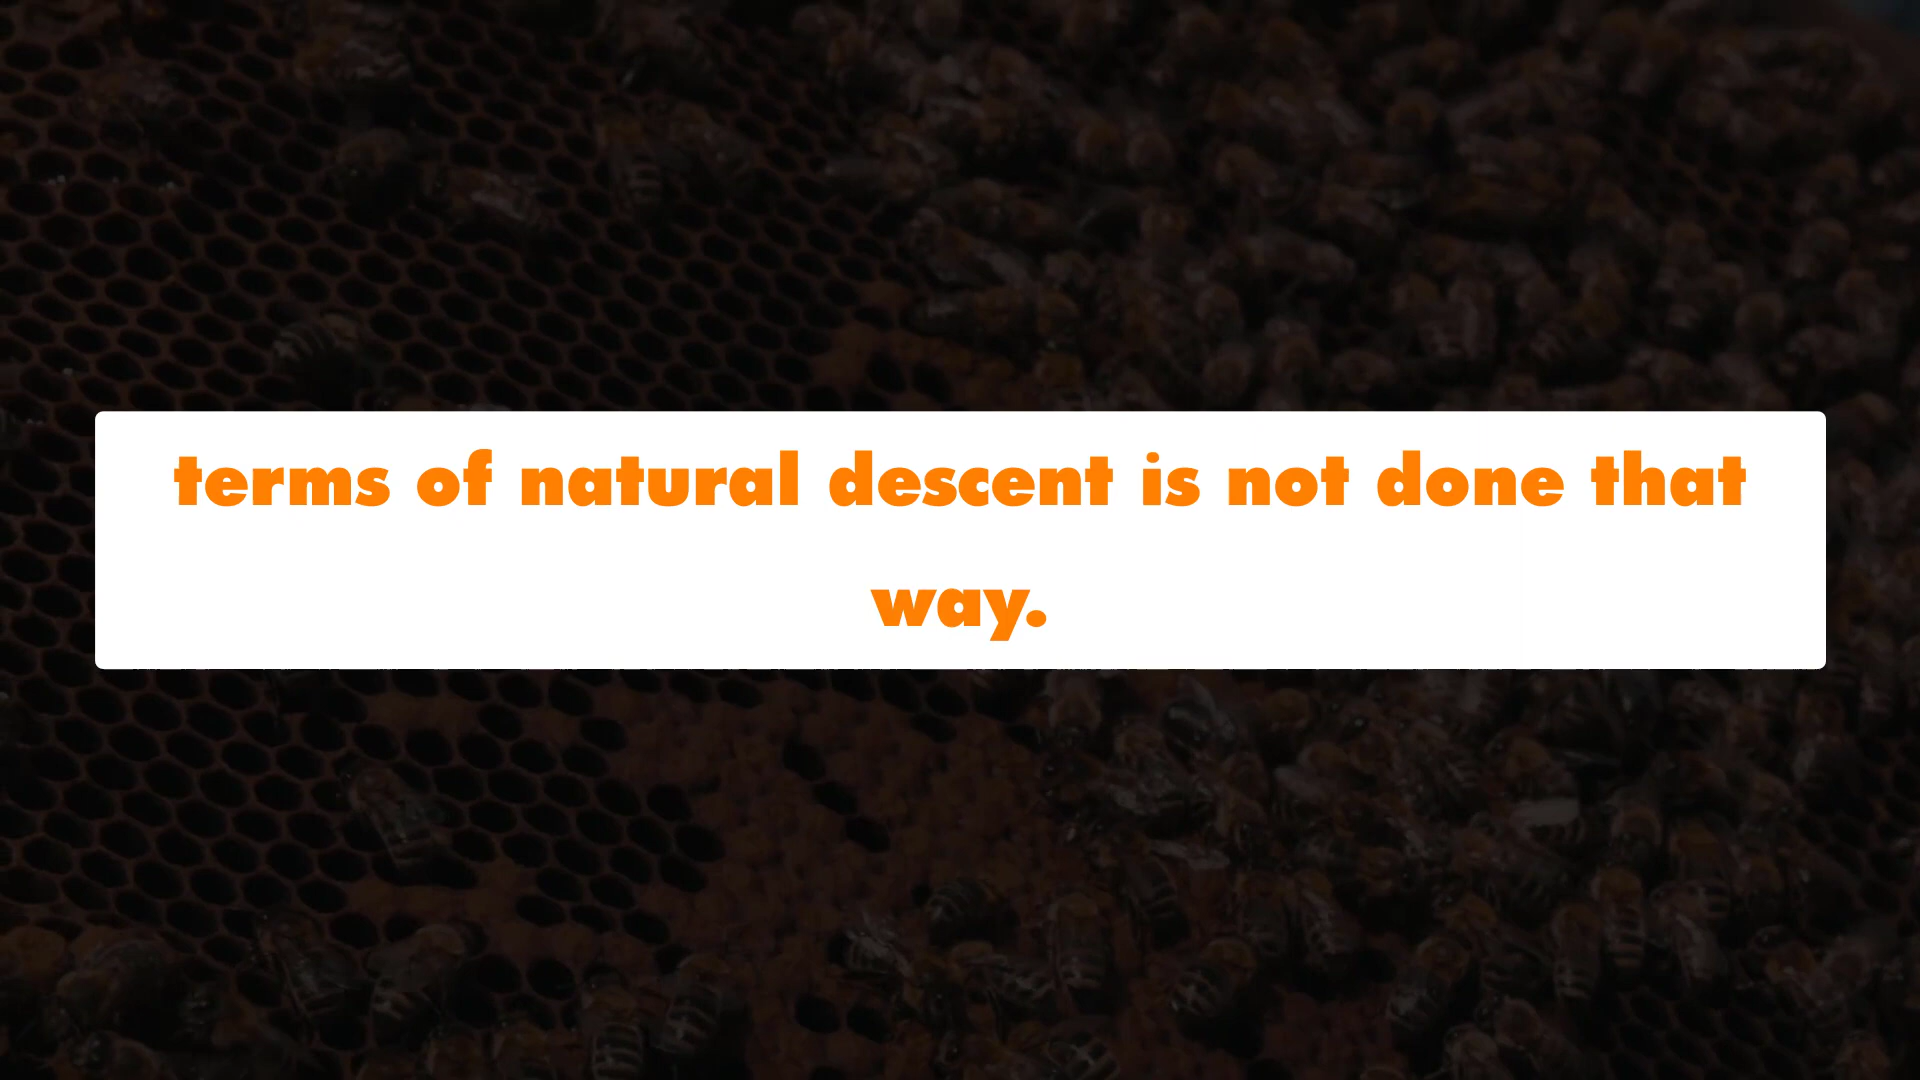 terms of natural descent is not done that
way.